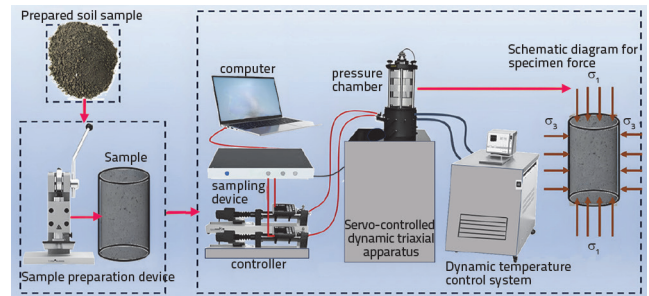 Prepared soil sample
Sample
Sample preparation device
computer
sampling
device
controller
pressure
chamber
Servo-controlled
dynamic triaxial
apparatus
Dynamic temperature
control system
Schematic diagram for
specimen force
σ1
σ3
σ3
σ1